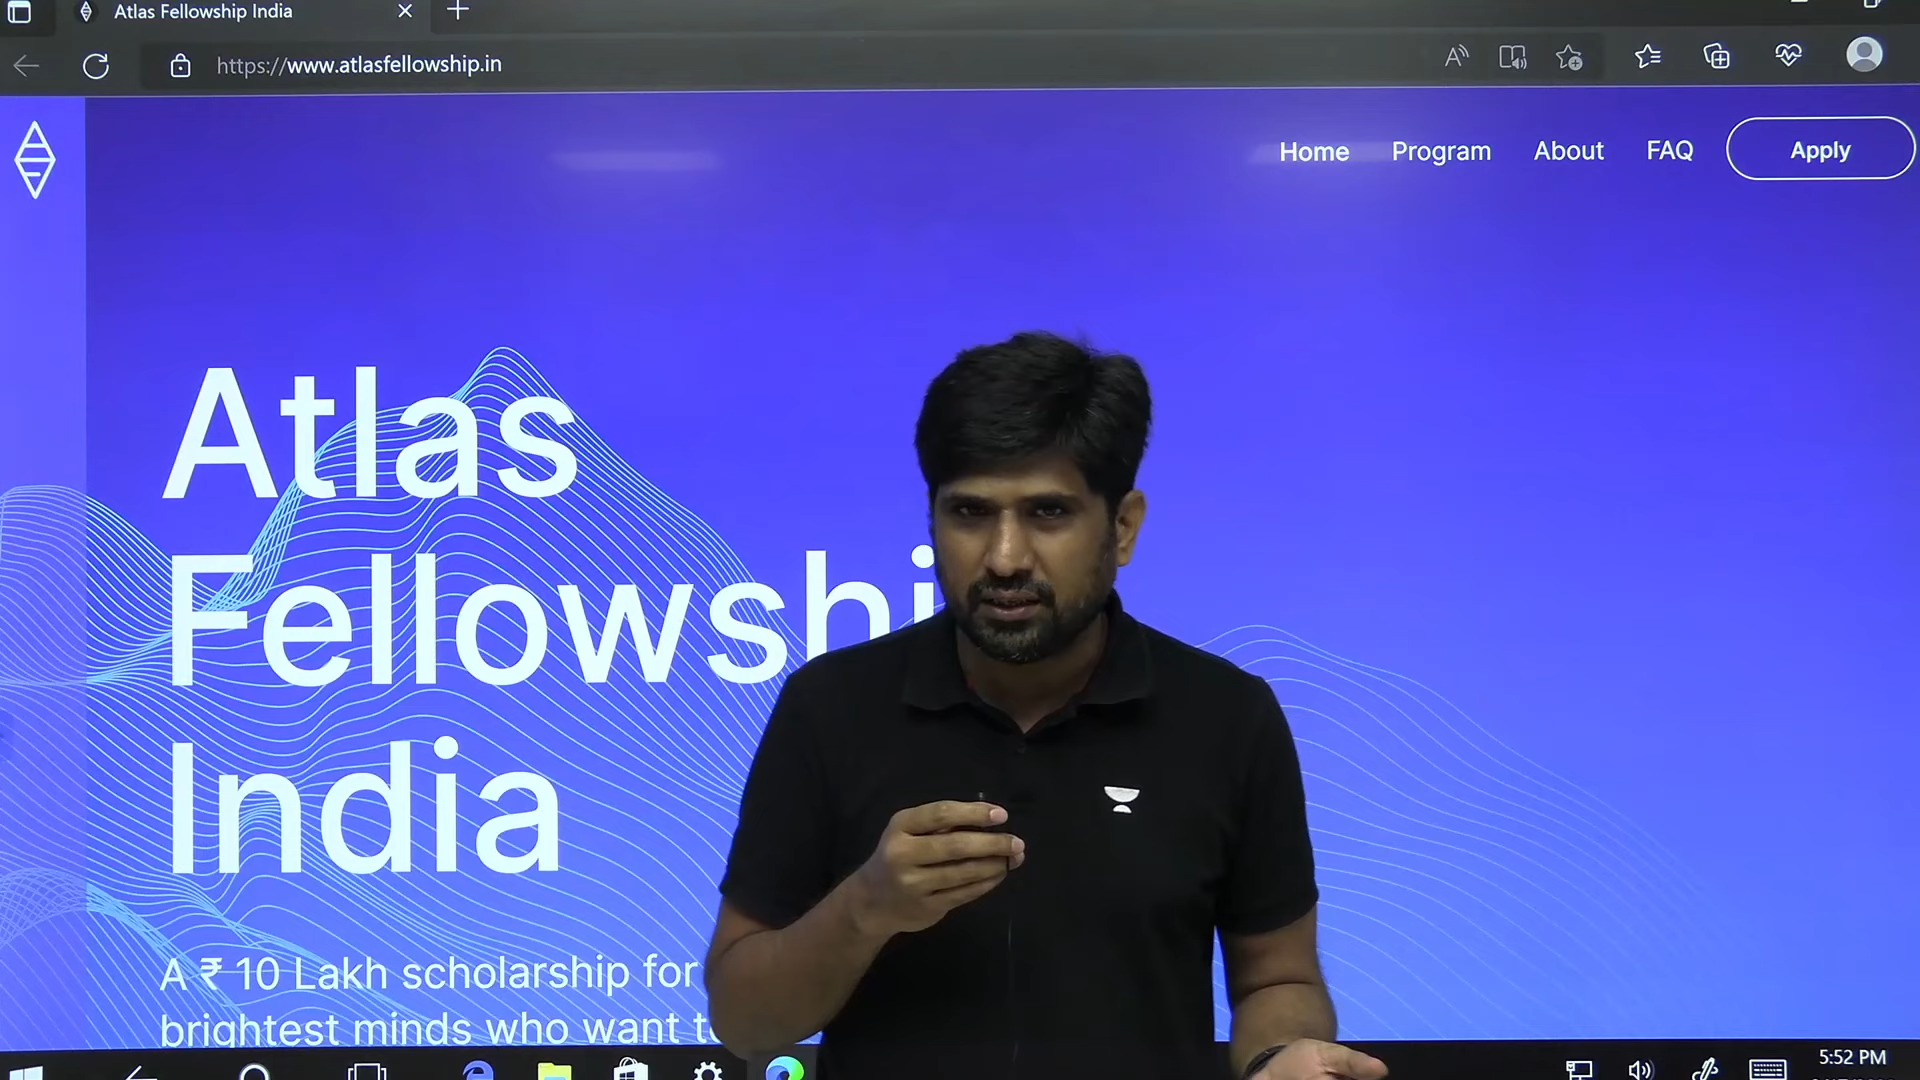 Atlas Fellowship India
https://www.atlasfellowship.in
Home Program About FAQ Apply
Atlas
Fellowshi
India
A ₹ 10 Lakh scholarship for
brightest minds who want
5:52 PM